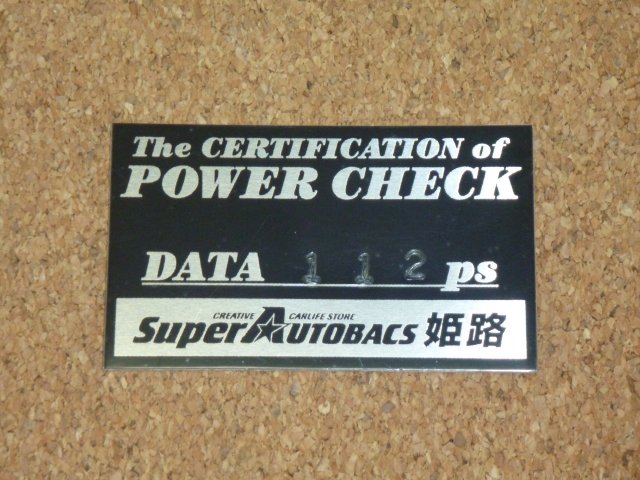 The CERTIFICATION of
POWER CHECK
DATA 112 ps
CREATIVE CARLIFE STORE
Super AUTOBACS 姫路